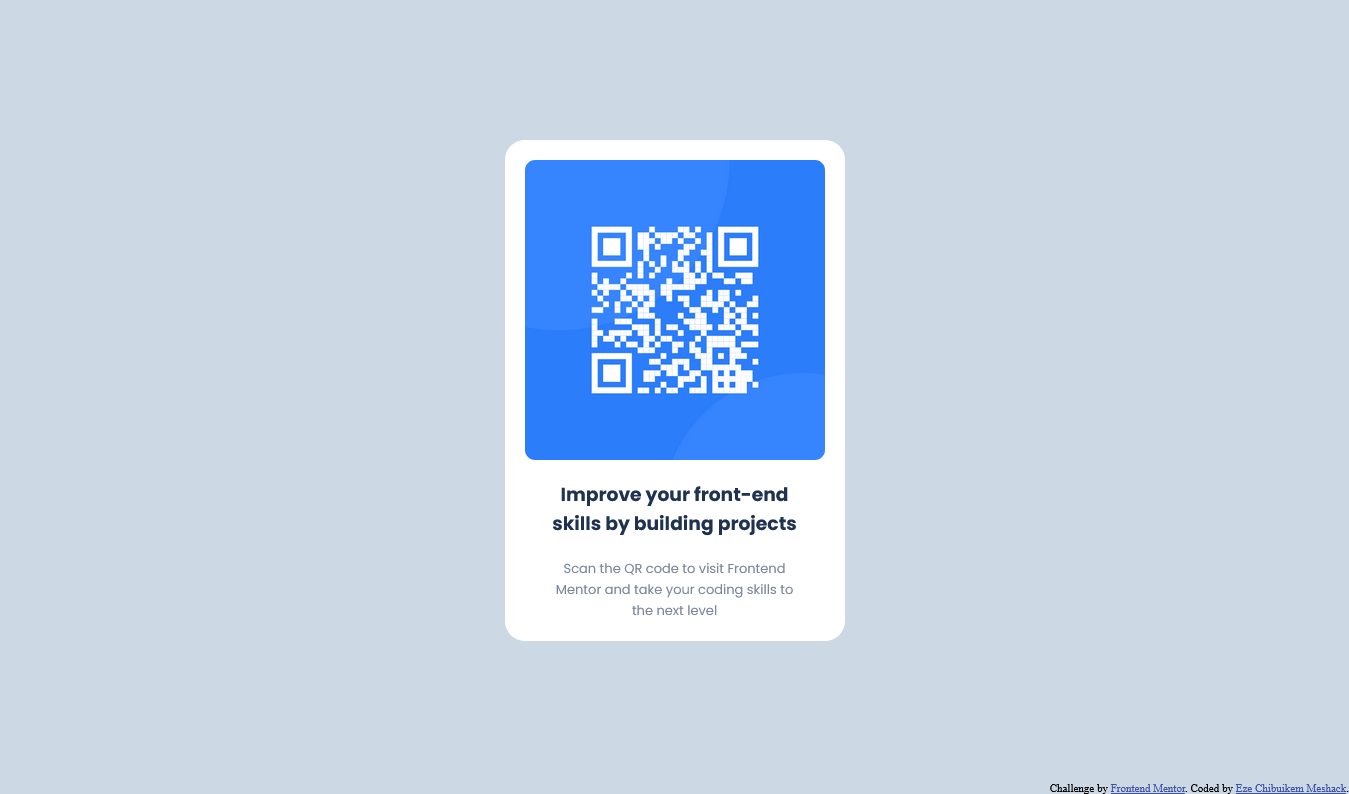 Improve your front-end
skills by building projects
Scan the QR code to visit Frontend
Mentor and take your coding skills to
the next level
Challenge by Frontend Mentor. Coded by Eze Chibuikem Meshack.